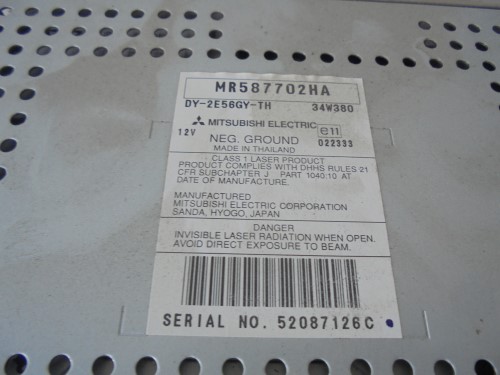 MR587702HA
DY-2E56GY-TH 34W380
MITSUBISHI ELECTRIC e11
12V NEG. GROUND 022333
MADE IN THAILAND
CLASS 1 LASER PRODUCT
PRODUCT COMPLIES WITH DHHS RULES 21
CFR SUBCHAPTER J PART 1040.10 AT
DATE OF MANUFACTURE.
MANUFACTURED
MITSUBISHI ELECTRIC CORPORATION
SANDA, HYOGO, JAPAN
DANGER
INVISIBLE LASER RADIATION WHEN OPEN.
AVOID DIRECT EXPOSURE TO BEAM.
SERIAL NO. 52087126C